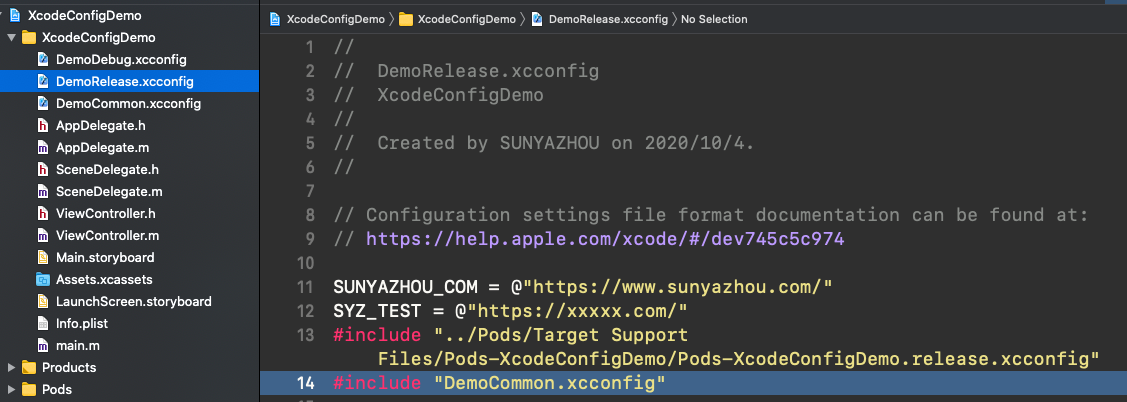 XcodeConfigDemo
XcodeConfigDemo
DemoDebug.xcconfig
DemoRelease.xcconfig
DemoCommon.xcconfig
h AppDelegate.h
m AppDelegate.m
h SceneDelegate.h
m SceneDelegate.m
h ViewController.h
m ViewController.m
Main.storyboard
Assets.xcassets
LaunchScreen.storyboard
Info.plist
m main.m
Products
Pods
XcodeConfigDemo 〉 XcodeConfigDemo 〉 DemoRelease.xcconfig 〉 No Selection
1 //
2 //  DemoRelease.xcconfig
3 //  XcodeConfigDemo
4 //
5 //  Created by SUNYAZHOU on 2020/10/4.
6 //
7
8 // Configuration settings file format documentation can be found at:
9 // https://help.apple.com/xcode/#/dev745c5c974
10
11 SUNYAZHOU_COM = @"https://www.sunyazhou.com/"
12 SYZ_TEST = @"https://xxxxx.com/"
13 #include "../Pods/Target Support
Files/Pods-XcodeConfigDemo/Pods-XcodeConfigDemo.release.xcconfig"
14 #include "DemoCommon.xcconfig"